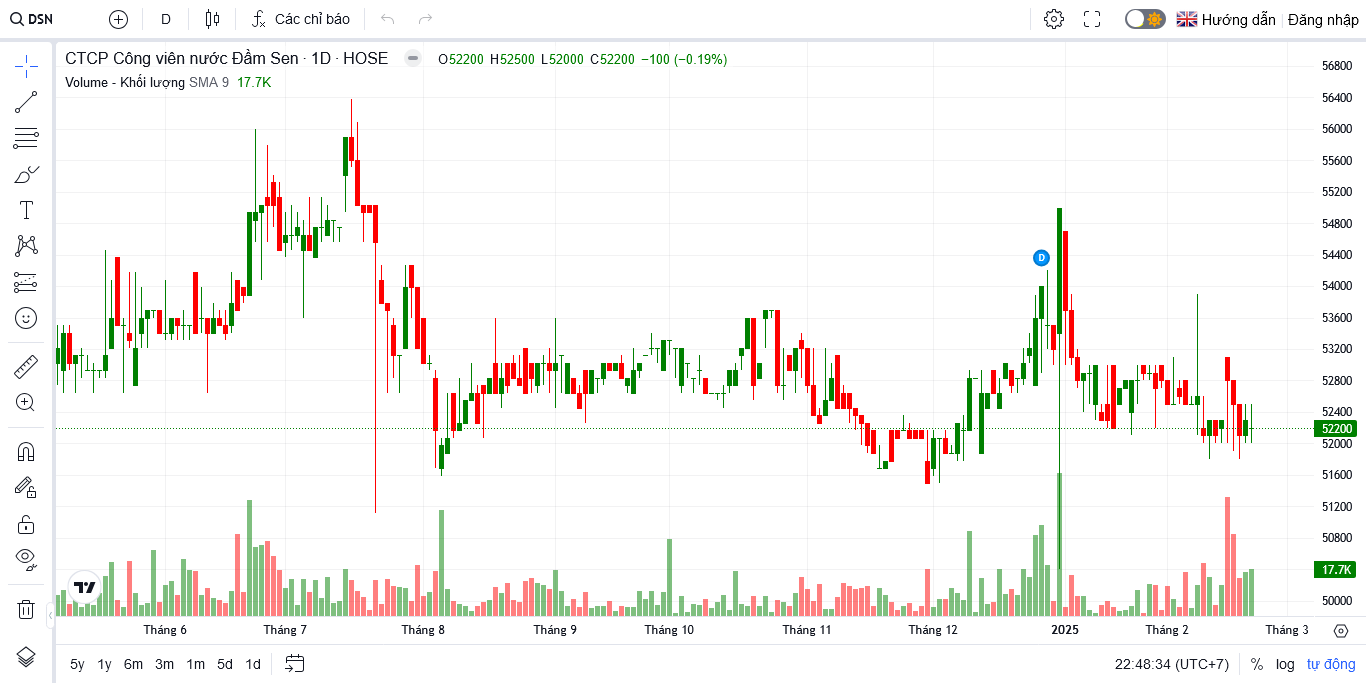 DSN D Các chỉ báo Hướng dẫn Đăng nhập
CTCP Công viên nước Đầm Sen · 1D · HOSE O52200 H52500 L52000 C52200 −100 (−0.19%)
Volume - Khối lượng SMA 9 17.7K
56800
56400
56000
55600
55200
54800
54400
D
54000
53600
53200
52800
52400
52200
52000
51600
51200
50800
17.7K
50000
Tháng 6 Tháng 7 Tháng 8 Tháng 9 Tháng 10 Tháng 11 Tháng 12 2025 Tháng 2 Tháng 3
5y 1y 6m 3m 1m 5d 1d 22:48:34 (UTC+7) % log tự động